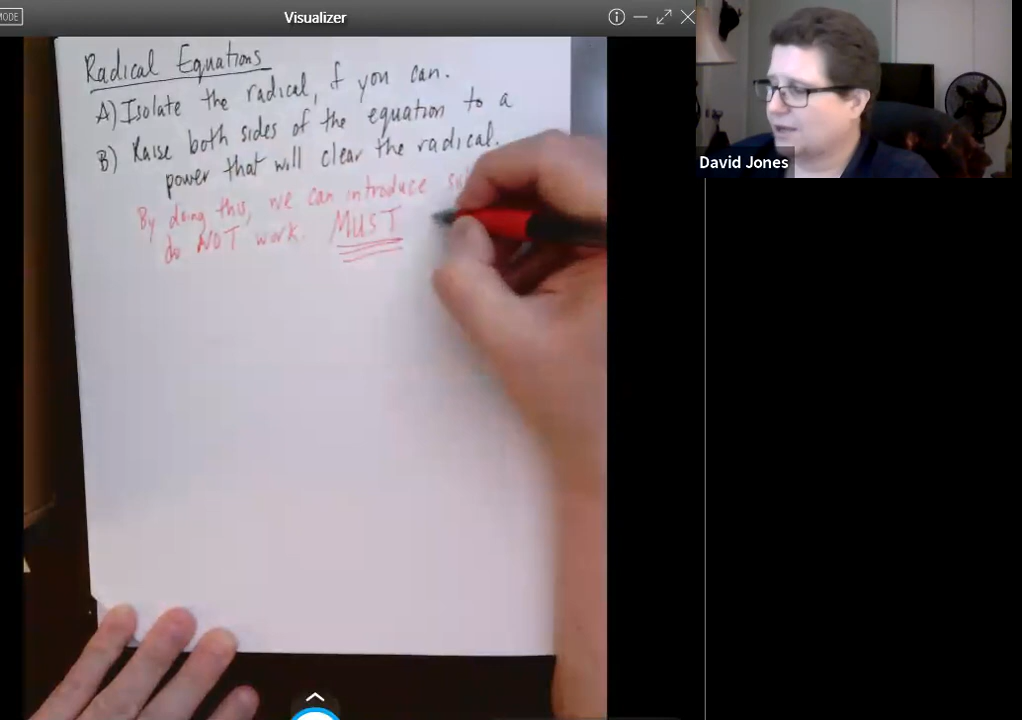 MODE
Visualizer
Radical Equations
A) Isolate the radical, if you can.
B) Raise both sides of the equation to a
power that will clear the radical.
By doing this, we can introduce
do NOT work. MUST
David Jones